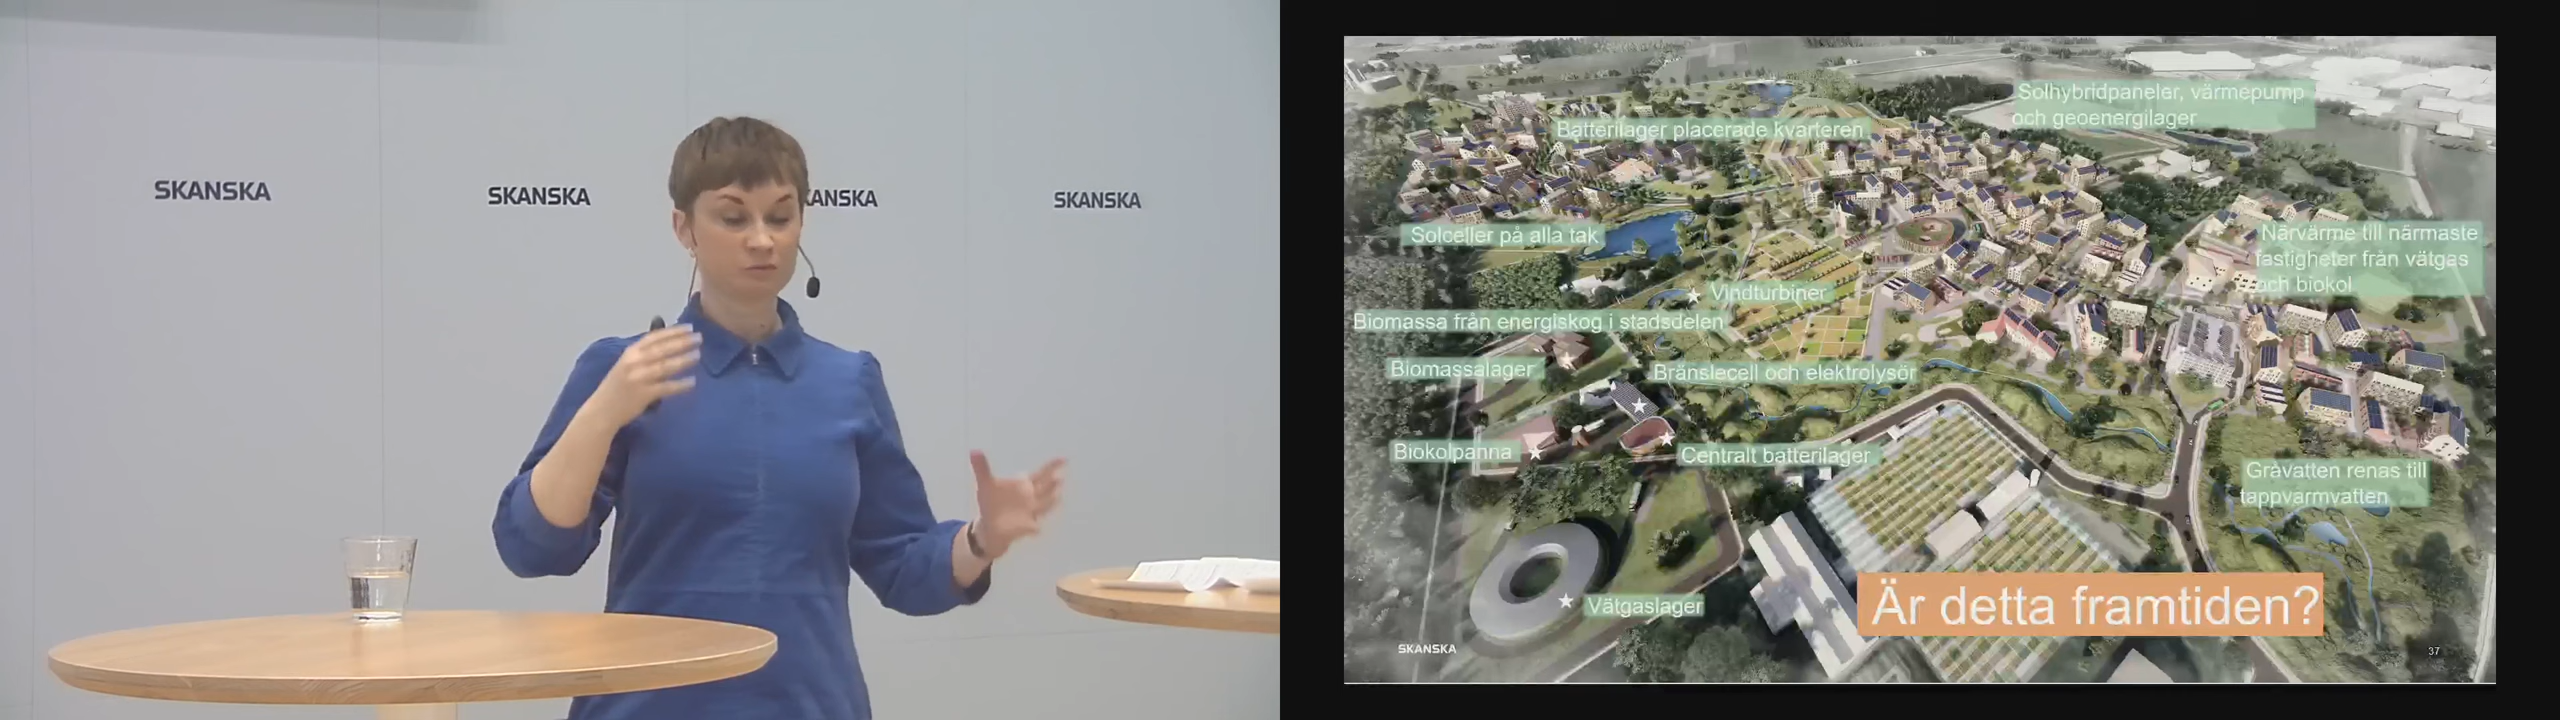 SKANSKA
SKANSKA
SKANSKA
SKANSKA
Solhybridpaneler, värmepump
och geoenergilager
Batterilager placerade kvarteren
Solceller på alla tak
Närvärme till närmaste
fastigheter från vätgas
och biokol
Vindturbiner
Biomassa från energiskog i stadsdelen
Biomassalager
Bränslecell och elektrolysör
Biokolpanna
Centralt batterilager
Gråvatten renas till
tappvarmvatten
Vätgaslager
Är detta framtiden?
SKANSKA
37